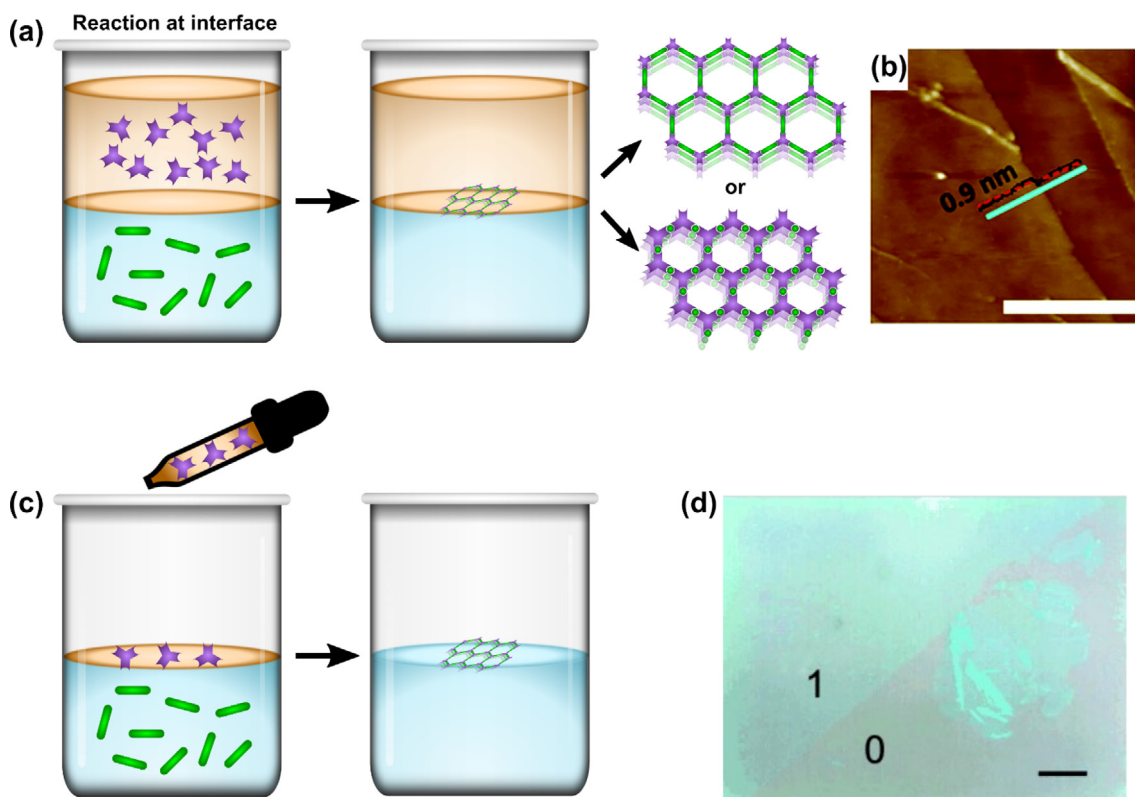 Reaction at interface
(a)
(b)
or
0.9 nm
(c)
(d)
1
0